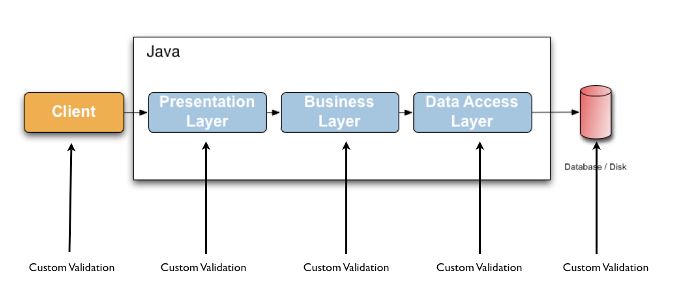 Java
Client
Presentation
Layer
Business
Layer
Data Access
Layer
Database / Disk
Custom Validation
Custom Validation
Custom Validation
Custom Validation
Custom Validation